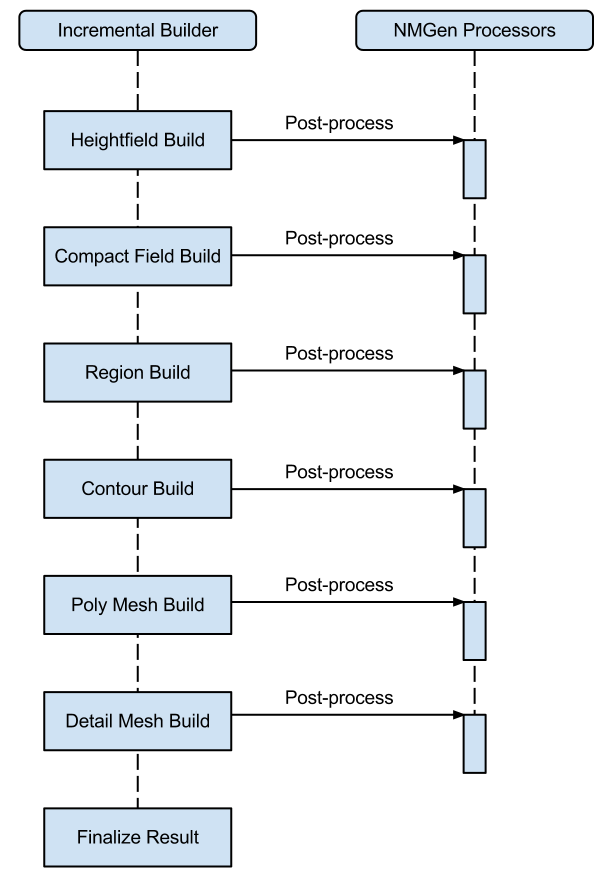 Incremental Builder
NMGen Processors
Heightfield Build
Post-process
Compact Field Build
Post-process
Region Build
Post-process
Contour Build
Post-process
Poly Mesh Build
Post-process
Detail Mesh Build
Post-process
Finalize Result